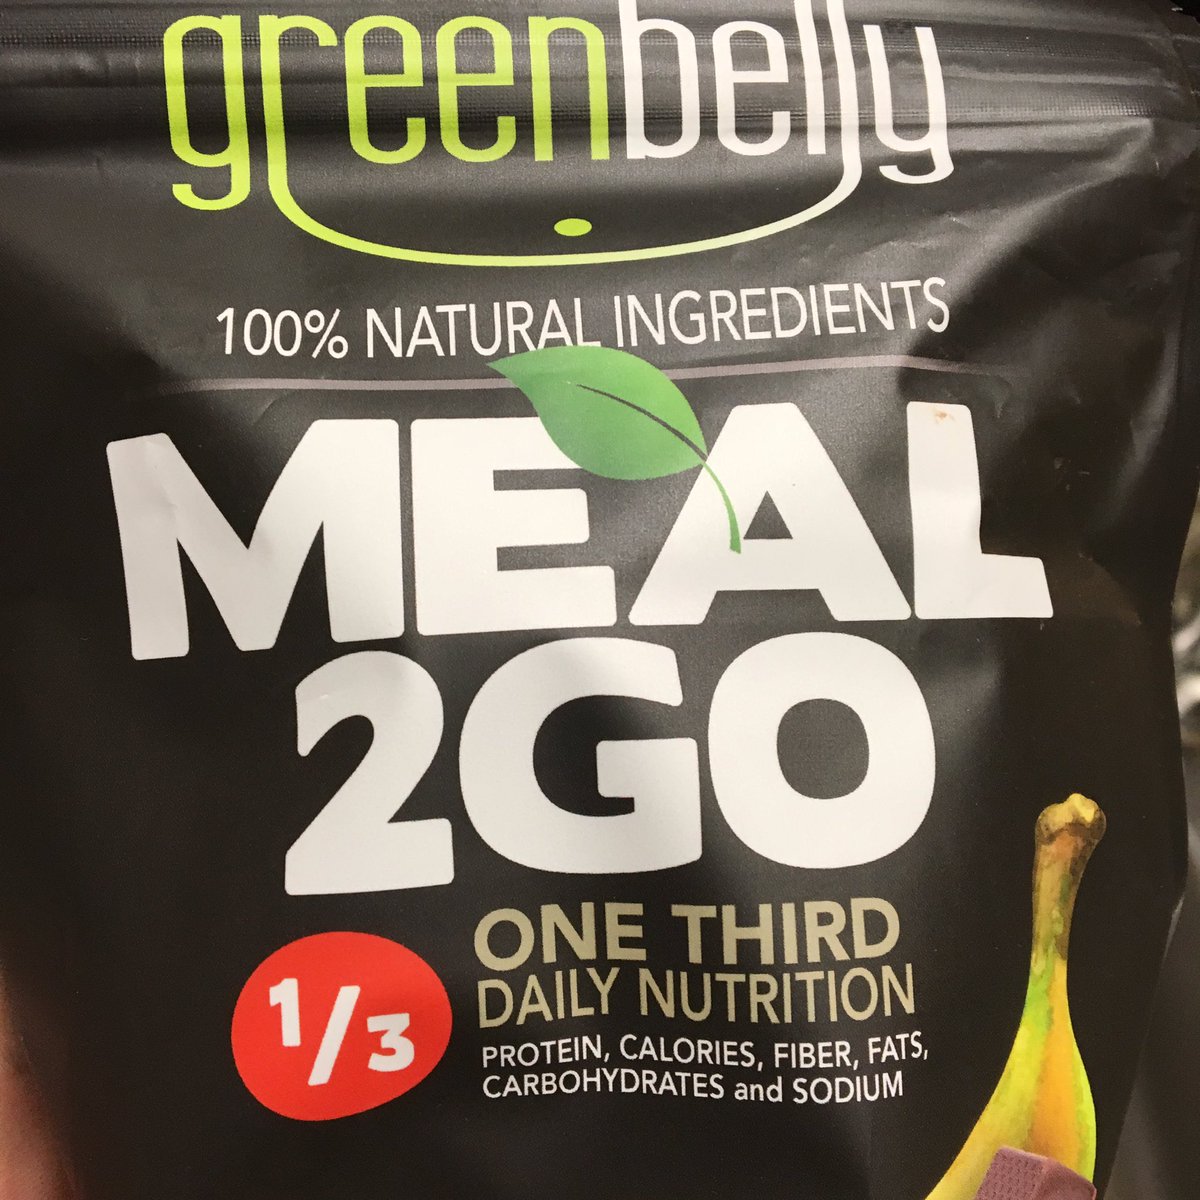 greenbelly
100% NATURAL INGREDIENTS
MEAL
2GO
1/3
ONE THIRD
DAILY NUTRITION
PROTEIN, CALORIES, FIBER, FATS,
CARBOHYDRATES and SODIUM